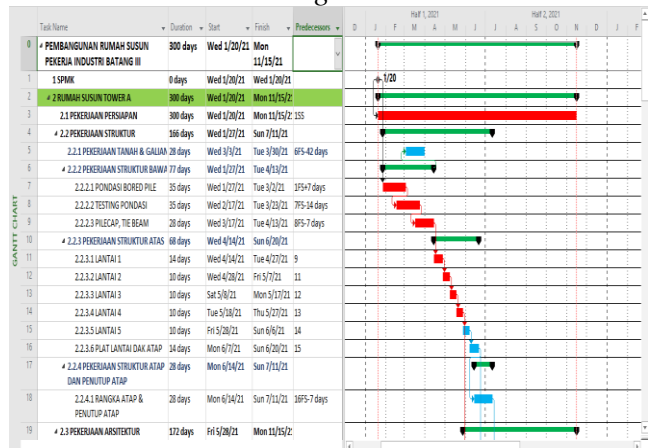 Half 1, 2021 Half 2, 2021
Task Name Duration Start Finish Predecessors D J F M A M J J A S O N D J F
0 PEMBANGUNAN RUMAH SUSUN PEKERJA INDUSTRI BATANG III 300 days Wed 1/20/21 Mon 11/15/21
1 1 SPMK 0 days Wed 1/20/21 Wed 1/20/21 1/20
2 2 RUMAH SUSUN TOWER A 300 days Wed 1/20/21 Mon 11/15/2
3 2.1 PEKERJAAN PERSIAPAN 300 days Wed 1/20/21 Mon 11/15/2 1SS
4 2.2 PEKERJAAN STRUKTUR 166 days Wed 1/27/21 Sun 7/11/21
5 2.2.1 PEKERJAAN TANAH & GALIAN 28 days Wed 3/3/21 Tue 3/30/21 6FS-42 days
6 2.2.2 PEKERJAAN STRUKTUR BAWA 77 days Wed 1/27/21 Tue 4/13/21
7 2.2.2.1 PONDASI BORED PILE 35 days Wed 1/27/21 Tue 3/2/21 1FS+7 days
8 2.2.2.2 TESTING PONDASI 35 days Wed 2/17/21 Tue 3/23/21 7FS-14 days
9 2.2.2.3 PILECAP, TIE BEAM 28 days Wed 3/17/21 Tue 4/13/21 8FS-7 days
10 2.2.3 PEKERJAAN STRUKTUR ATAS 68 days Wed 4/14/21 Sun 6/20/21
11 2.2.3.1 LANTAI 1 14 days Wed 4/14/21 Tue 4/27/21 9
12 2.2.3.2 LANTAI 2 10 days Wed 4/28/21 Fri 5/7/21 11
13 2.2.3.3 LANTAI 3 10 days Sat 5/8/21 Mon 5/17/21 12
14 2.2.3.4 LANTAI 4 10 days Tue 5/18/21 Thu 5/27/21 13
15 2.2.3.5 LANTAI 5 10 days Fri 5/28/21 Sun 6/6/21 14
16 2.2.3.6 PLAT LANTAI DAK ATAP 14 days Mon 6/7/21 Sun 6/20/21 15
17 2.2.4 PEKERJAAN STRUKTUR ATAP DAN PENUTUP ATAP 28 days Mon 6/14/21 Sun 7/11/21
18 2.2.4.1 RANGKA ATAP & PENUTUP ATAP 28 days Mon 6/14/21 Sun 7/11/21 16FS-7 days
19 2.3 PEKERJAAN ARSITEKTUR 172 days Fri 5/28/21 Mon 11/15/2
GANTT CHART